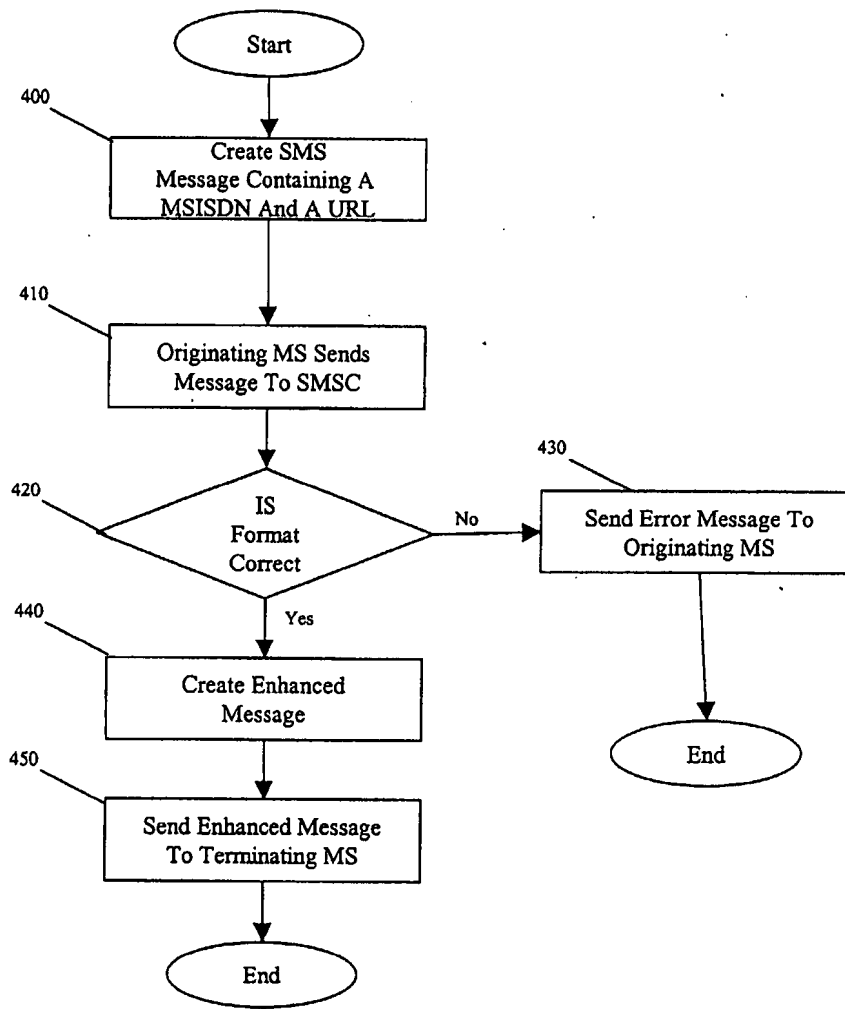 Start
400
Create SMS
Message Containing A
MSISDN And A URL
410
Originating MS Sends
Message To SMSC
420
IS
Format
Correct
No
430
Send Error Message To
Originating MS
Yes
440
Create Enhanced
Message
End
450
Send Enhanced Message
To Terminating MS
End